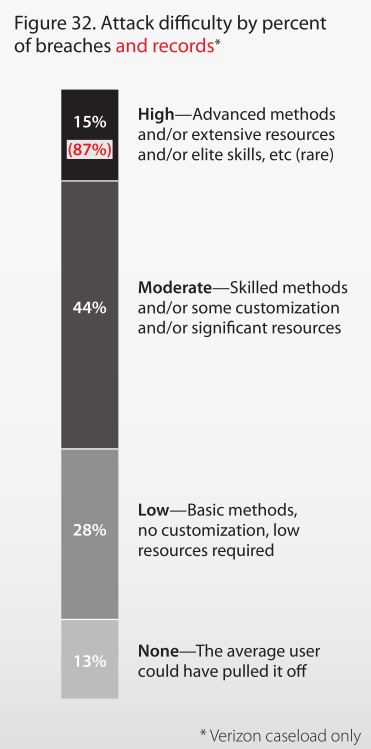 Figure 32. Attack difficulty by percent
of breaches and records*
15%
(87%)
High—Advanced methods
and/or extensive resources
and/or elite skills, etc (rare)
44%
Moderate—Skilled methods
and/or some customization
and/or significant resources
28%
Low—Basic methods,
no customization, low
resources required
13%
None—The average user
could have pulled it off
* Verizon caseload only